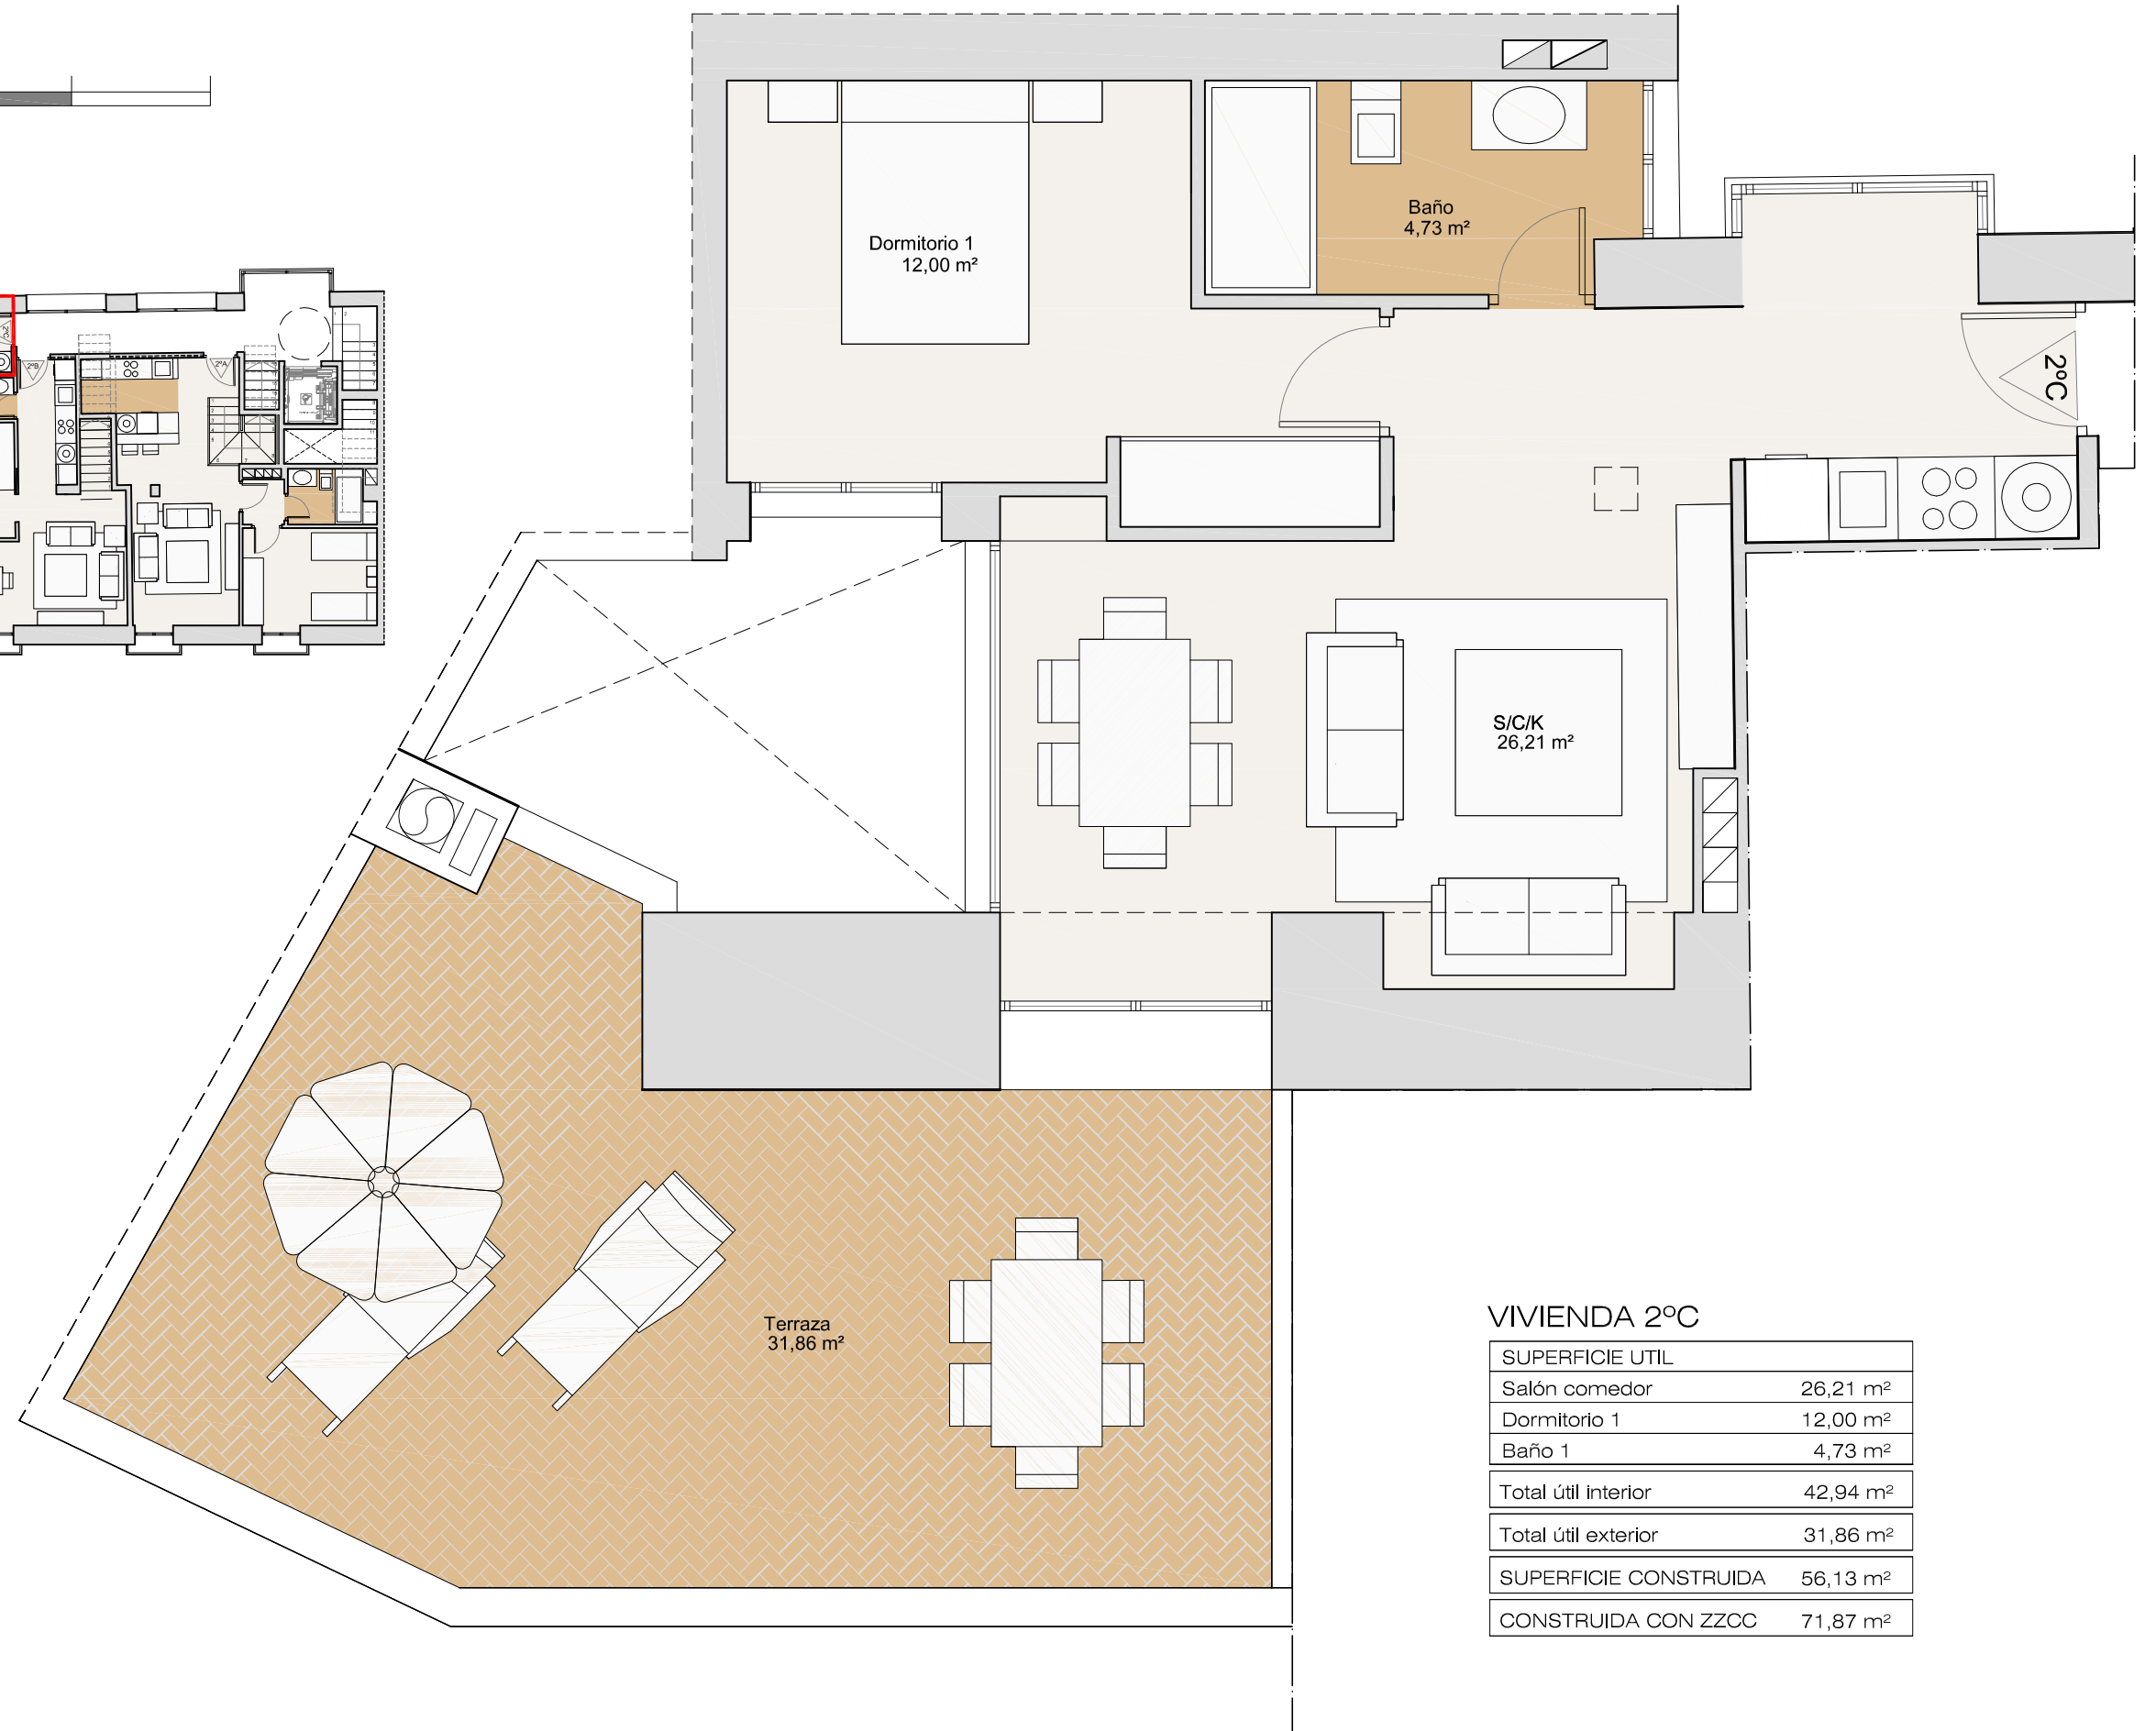 Dormitorio 1
12,00 m²
Baño
4,73 m²
2ºC
2ºC
2ºB
2ºA
S/C/K
26,21 m²
Terraza
31,86 m²
VIVIENDA 2ºC
SUPERFICIE UTIL
Salón comedor 26,21 m²
Dormitorio 1 12,00 m²
Baño 1 4,73 m²
Total útil interior 42,94 m²
Total útil exterior 31,86 m²
SUPERFICIE CONSTRUIDA 56,13 m²
CONSTRUIDA CON ZZCC 71,87 m²